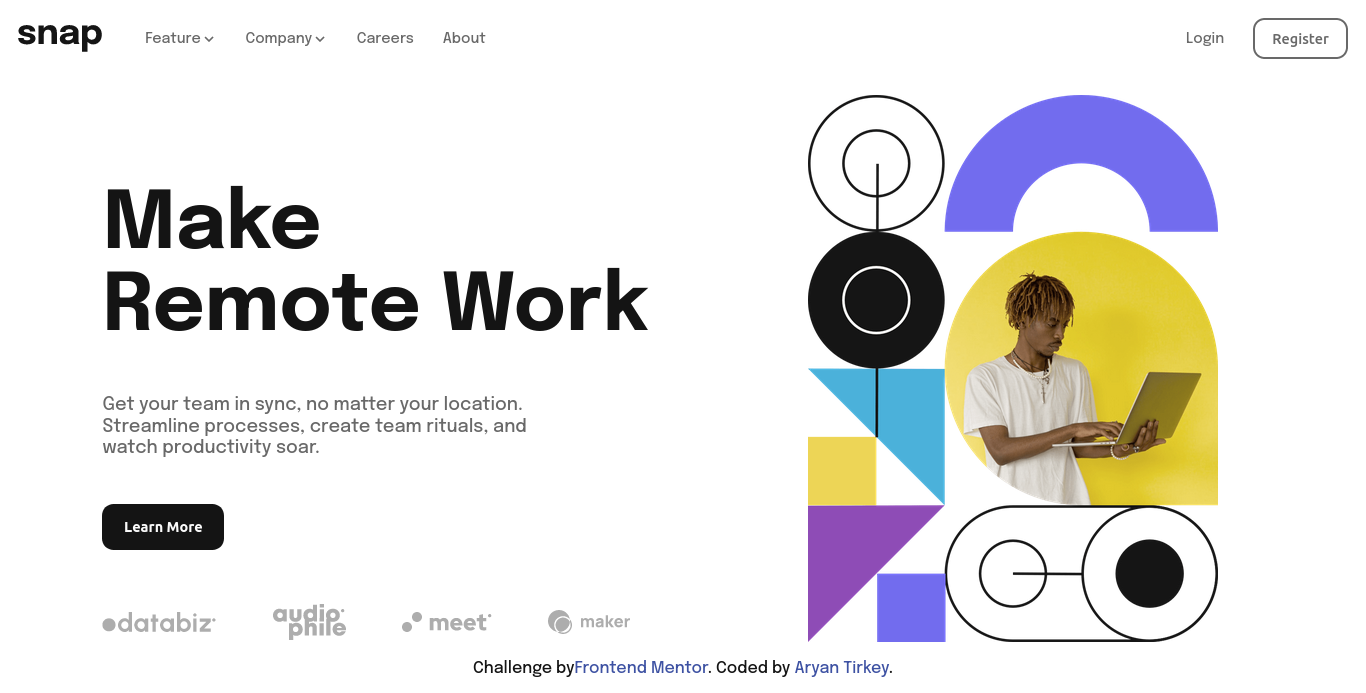 snap Feature Company Careers About Login Register
Make
Remote Work
Get your team in sync, no matter your location.
Streamline processes, create team rituals, and
watch productivity soar.
Learn More
databiz audiophile meet maker
Challenge byFrontend Mentor. Coded by Aryan Tirkey.